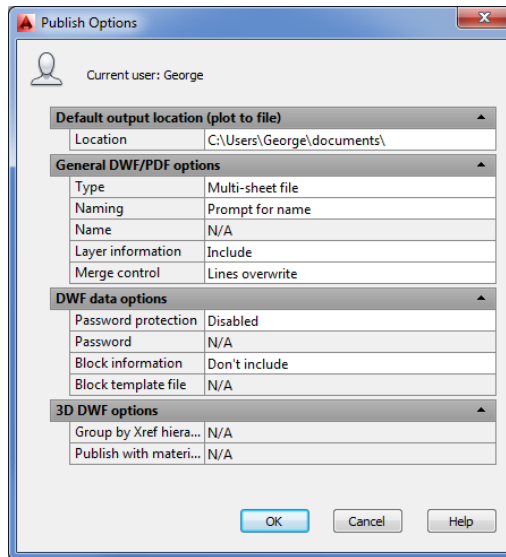 Publish Options
Current user: George
Default output location (plot to file)
Location C:\Users\George\documents\
General DWF/PDF options
Type Multi-sheet file
Naming Prompt for name
Name N/A
Layer information Include
Merge control Lines overwrite
DWF data options
Password protection Disabled
Password N/A
Block information Don't include
Block template file N/A
3D DWF options
Group by Xref hiera... N/A
Publish with materi... N/A
OK Cancel Help